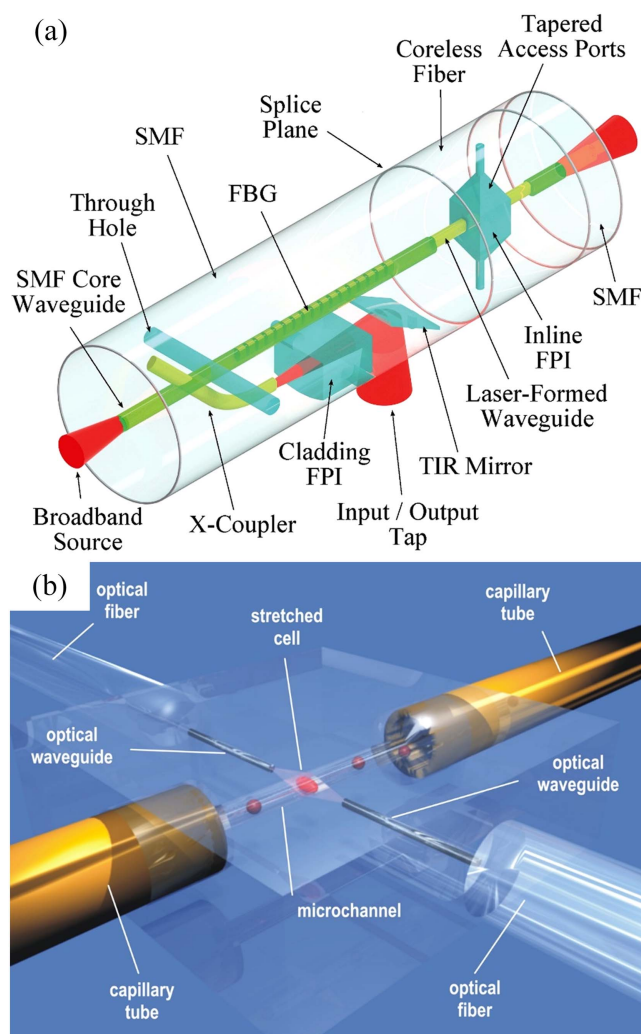 (a)
Tapered
Access Ports
Coreless
Fiber
Splice
Plane
SMF
FBG
Through
Hole
SMF Core
Waveguide
SMF
Inline
FPI
Laser-Formed
Waveguide
TIR Mirror
Cladding
FPI
Input / Output
Tap
X-Coupler
Broadband
Source
(b)
optical
fiber
stretched
cell
capillary
tube
optical
waveguide
optical
waveguide
microchannel
capillary
tube
optical
fiber